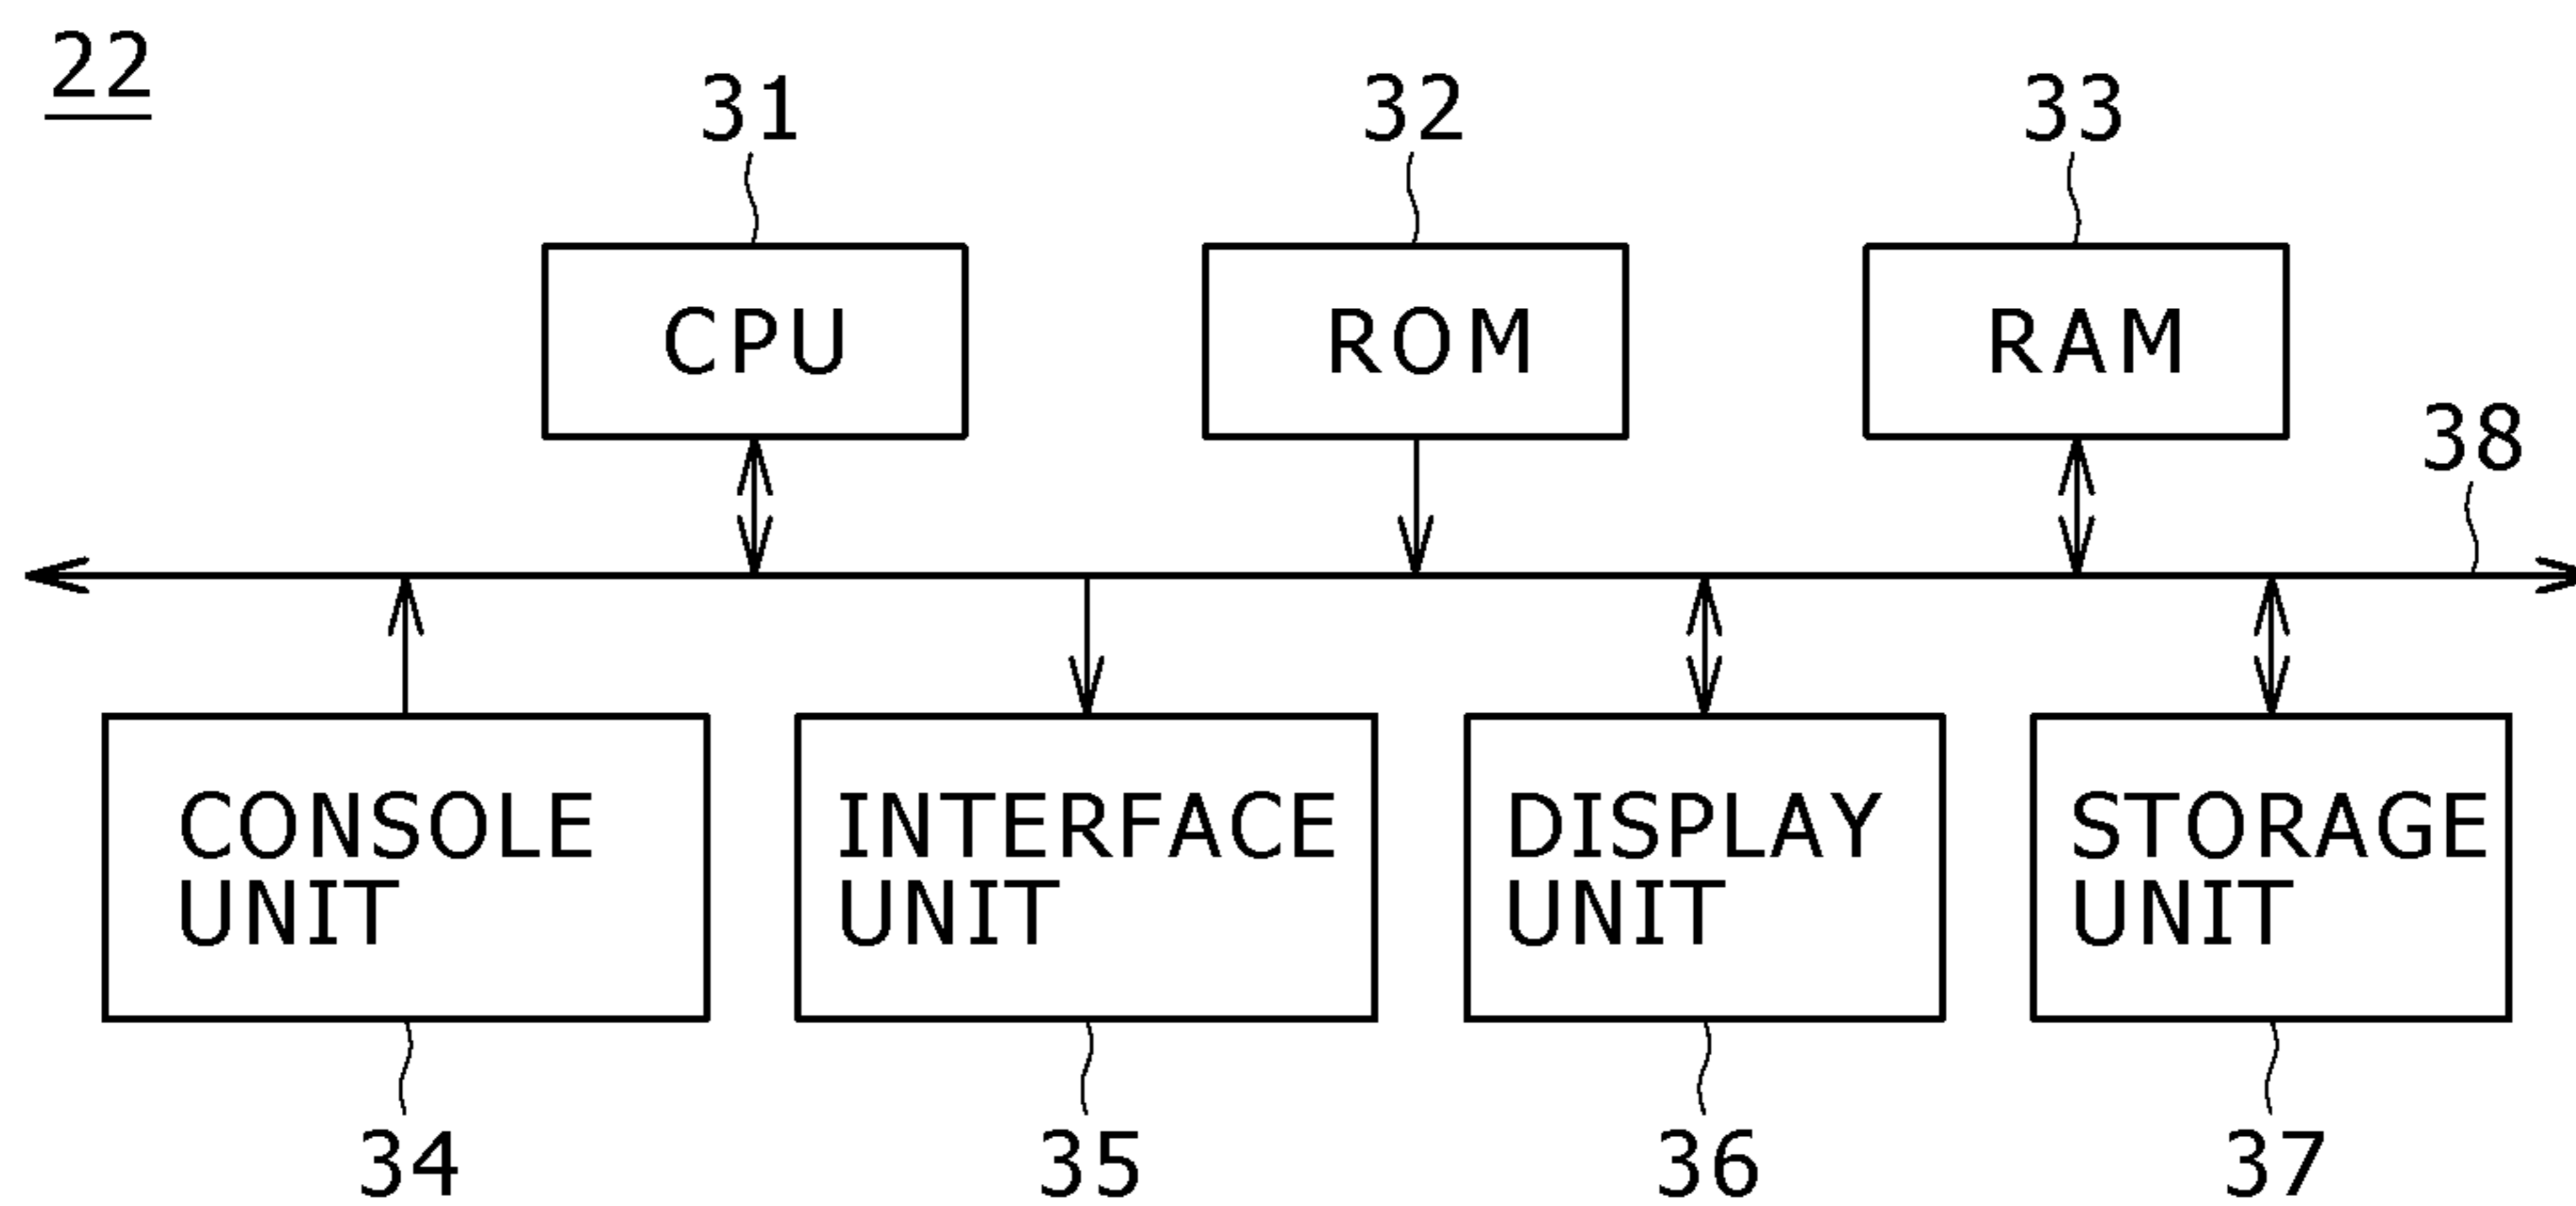 22
31
32
33
CPU
ROM
RAM
38
CONSOLE
UNIT
INTERFACE
UNIT
DISPLAY
UNIT
STORAGE
UNIT
34
35
36
37